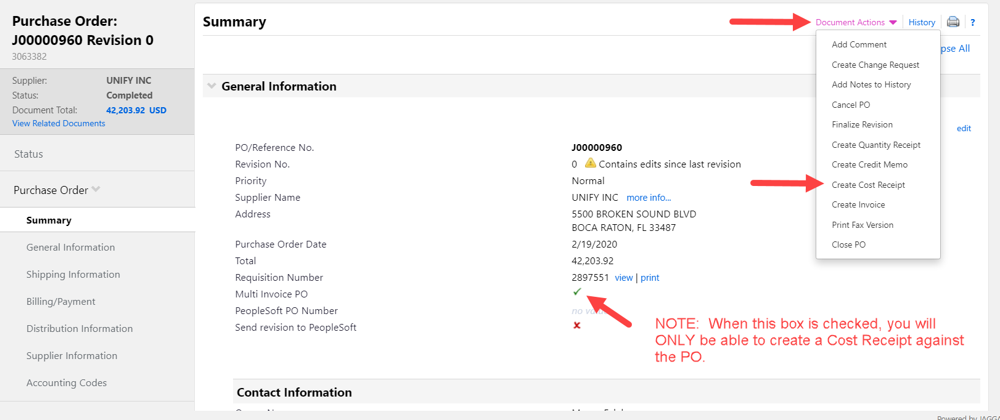 Purchase Order:
J00000960 Revision 0
3063382
Supplier: UNIFY INC
Status: Completed
Document Total: 42,203.92 USD
View Related Documents
Status
Purchase Order
Summary
General Information
Shipping Information
Billing/Payment
Distribution Information
Supplier Information
Accounting Codes
Summary
Document Actions History ?
pse All
Add Comment
Create Change Request
Add Notes to History
Cancel PO
Finalize Revision
Create Quantity Receipt
Create Credit Memo
Create Cost Receipt
Create Invoice
Print Fax Version
Close PO
General Information
edit
PO/Reference No. J00000960
Revision No. 0 Contains edits since last revision
Priority Normal
Supplier Name UNIFY INC more info...
Address 5500 BROKEN SOUND BLVD
BOCA RATON, FL 33487
Purchase Order Date 2/19/2020
Total 42,203.92
Requisition Number 2897551 view | print
Multi Invoice PO
PeopleSoft PO Number no value
Send revision to PeopleSoft
NOTE: When this box is checked, you will
ONLY be able to create a Cost Receipt against
the PO.
Contact Information
Powered by